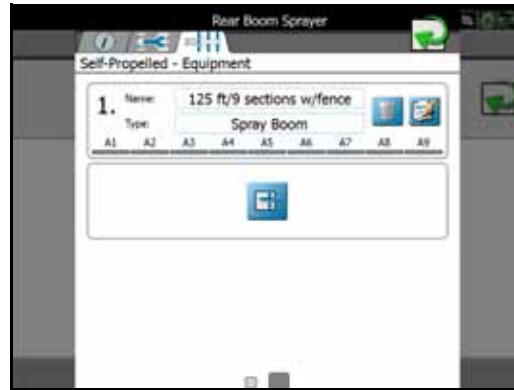 Rear Boom Sprayer
Self-Propelled - Equipment
1. Name: 125 ft/9 sections w/fence
Type: Spray Boom
A1 A2 A3 A4 A5 A6 A7 A8 A9